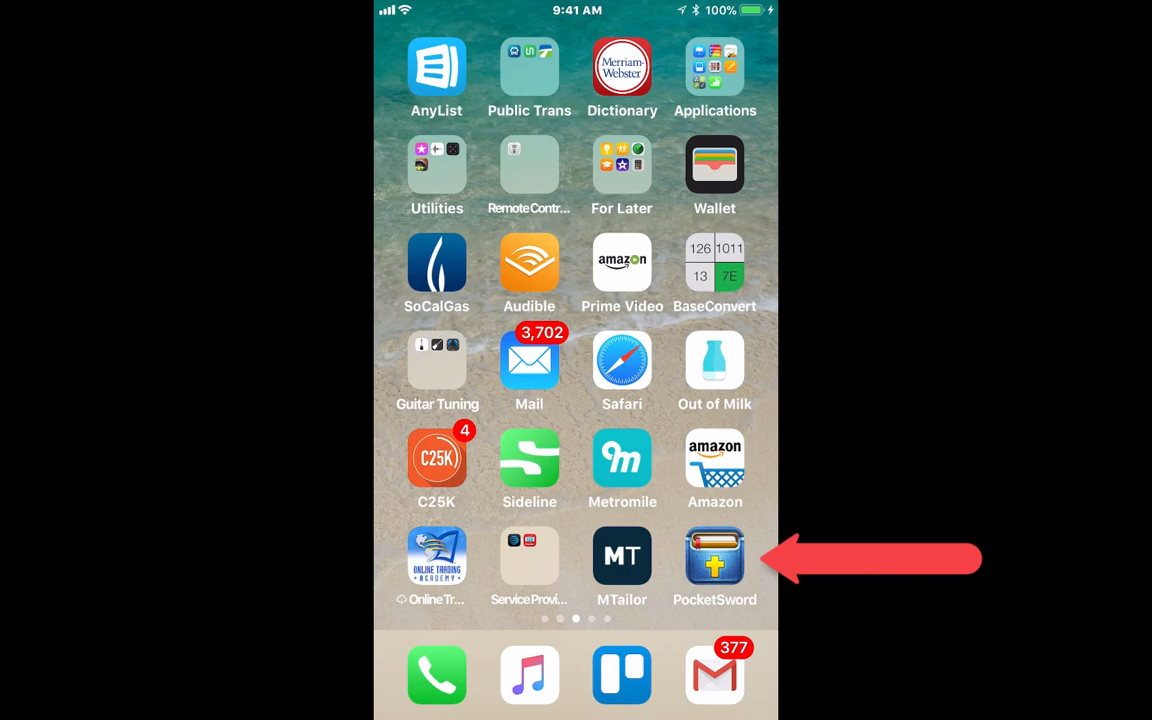 9:41 AM
100%
Merriam-
Webster
AnyList
Public Trans
Dictionary
Applications
Utilities
Remote Contr...
For Later
Wallet
amazon
126 1011
13 7E
SoCalGas
Audible
Prime Video
BaseConvert
3,702
Guitar Tuning
Mail
Safari
Out of Milk
4
C25K
m
amazon
C25K
Sideline
Metromile
Amazon
ONLINE TRADING
ACADEMY
MT
Online Tr...
Service Provi...
MTailor
PocketSword
377